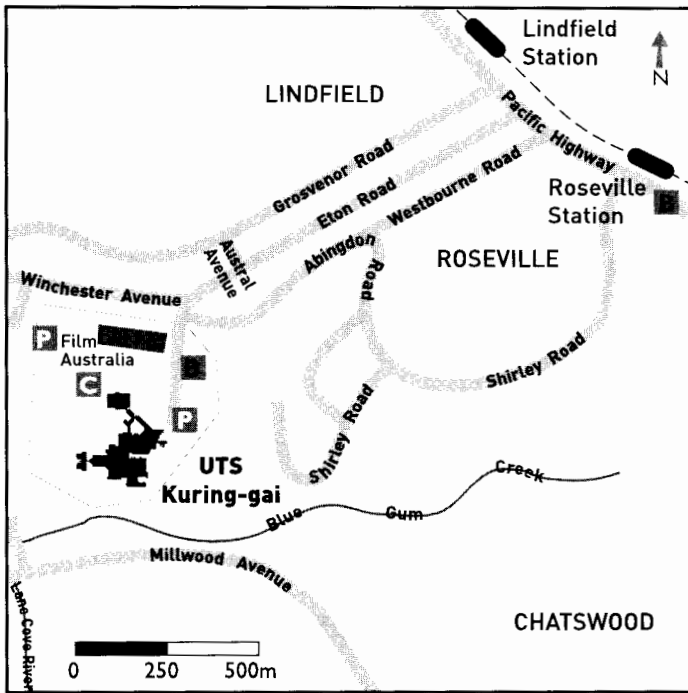 Lindfield
Station
N
LINDFIELD
Pacific Highway
Grosvenor Road
Eton Road
Westbourne Road
Roseville
Station
B
Austral
Avenue
Abingdon
Road
ROSEVILLE
Winchester Avenue
P
Film
Australia
B
C
P
Shirley Road
Shirley Road
UTS
Kuring-gai
Blue Gum Creek
Millwood Avenue
Lane Cove River
CHATSWOOD
0 250 500m